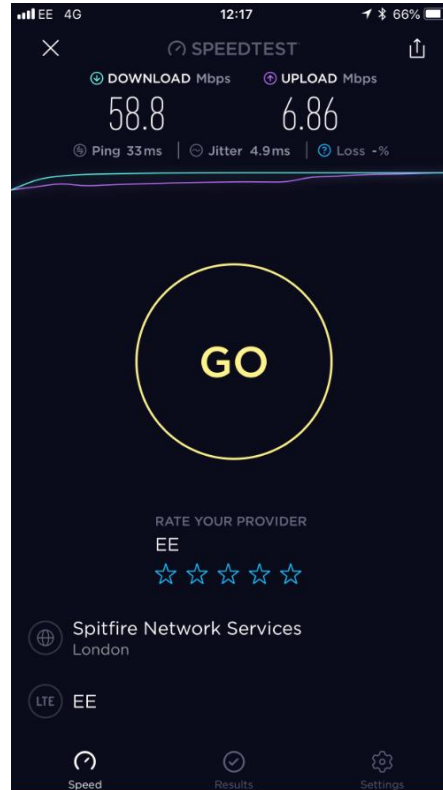 EE 4G 12:17 66%
SPEEDTEST
DOWNLOAD Mbps UPLOAD Mbps
58.8 6.86
Ping 33ms Jitter 4.9ms ? Loss -%
GO
RATE YOUR PROVIDER
EE
Spitfire Network Services
London
LTE EE
Speed Results Settings